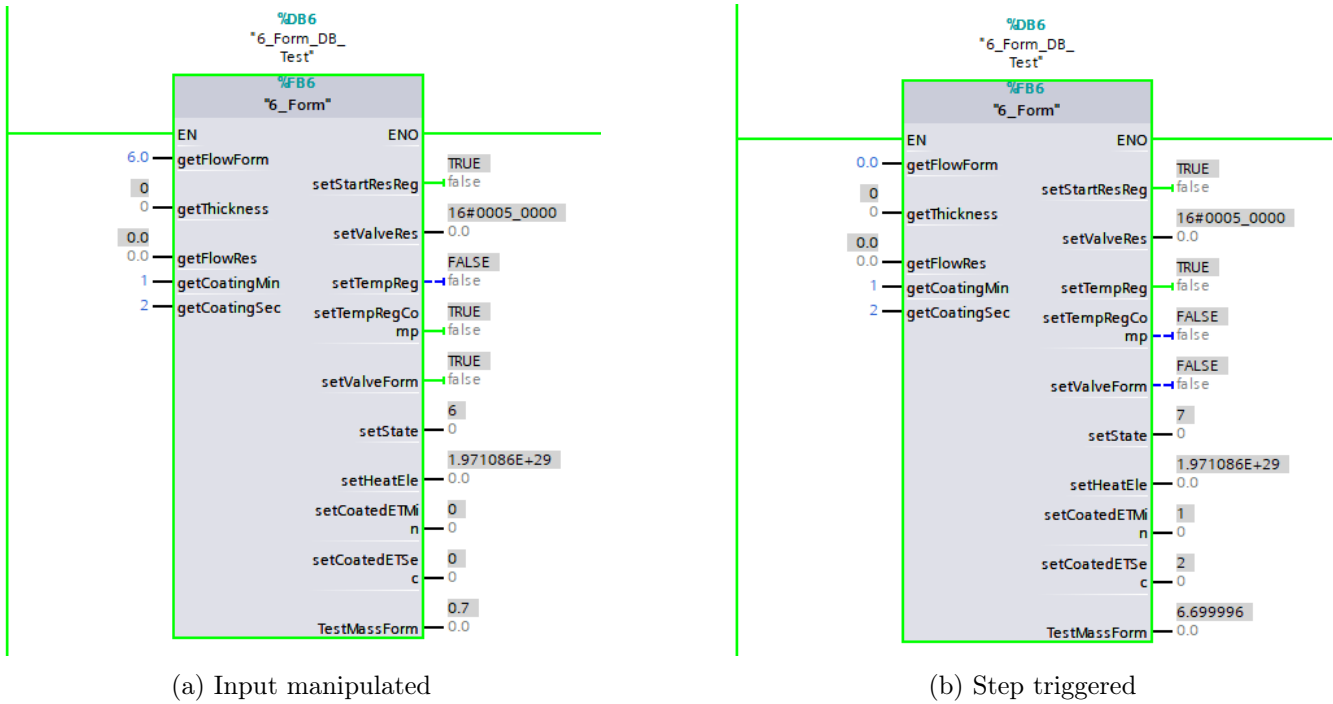 %DB6
"6_Form_DB_
Test"
%FB6
"6_Form"
EN ENO
6.0 getFlowForm
TRUE
setStartResReg false
0
0 getThickness
16#0005_0000
setValveRes 0.0
0.0
0.0 getFlowRes
FALSE
1 getCoatingMin setTempReg false
2 getCoatingSec
setTempRegCo TRUE
mp false
TRUE
setValveForm false
6
setState 0
1.971086E+29
setHeatEle 0.0
setCoatedETMi 0
n 0
setCoatedETSe 0
c 0
0.7
TestMassForm 0.0
(a) Input manipulated
%DB6
"6_Form_DB_
Test"
%FB6
"6_Form"
EN ENO
0.0 getFlowForm
TRUE
setStartResReg false
0
0 getThickness
16#0005_0000
setValveRes 0.0
0.0
0.0 getFlowRes
TRUE
1 getCoatingMin setTempReg false
2 getCoatingSec
setTempRegCo FALSE
mp false
FALSE
setValveForm false
7
setState 0
1.971086E+29
setHeatEle 0.0
setCoatedETMi 1
n 0
setCoatedETSe 2
c 0
6.699996
TestMassForm 0.0
(b) Step triggered